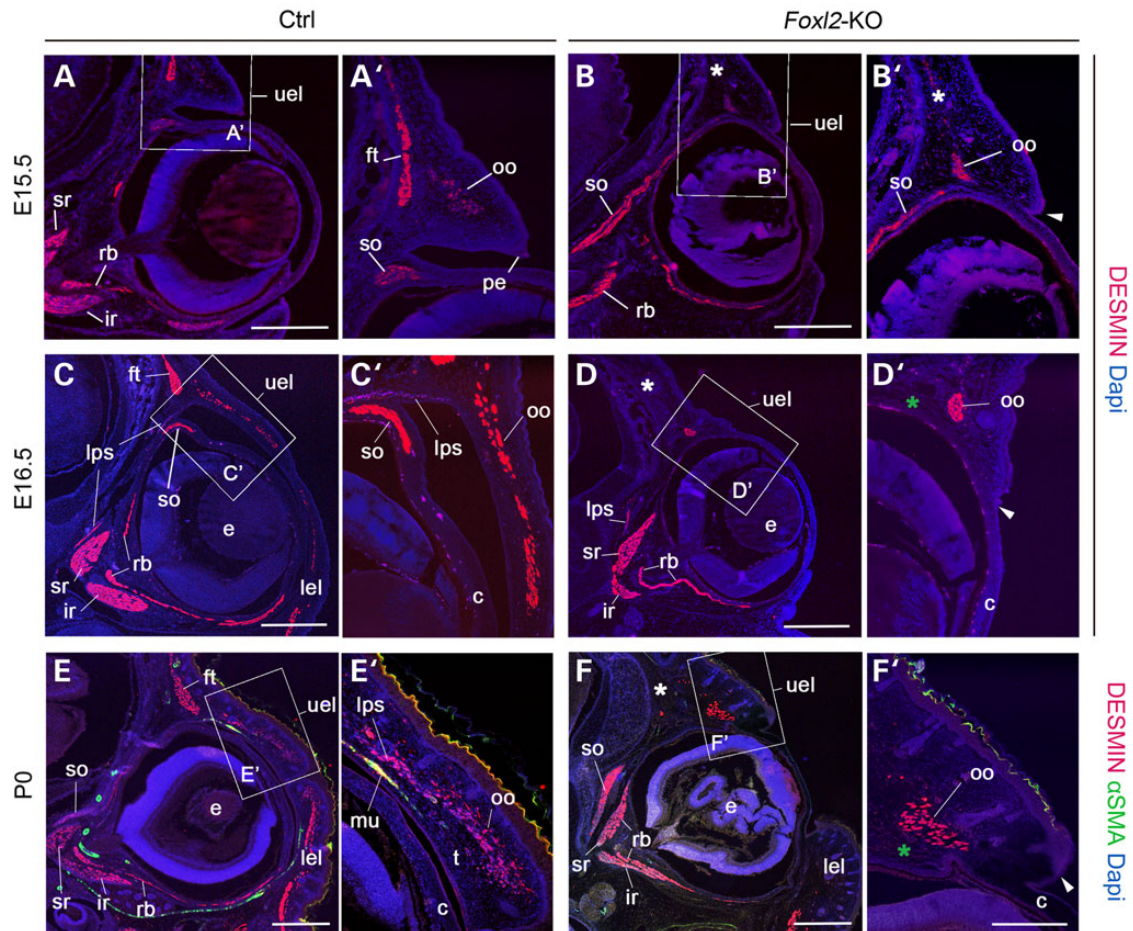 Ctrl
Foxl2-KO
E15.5
A
uel
A'
sr
rb
ir
A'
ft
oo
so
pe
B
*
uel
so
B'
rb
B'
*
oo
so
E16.5
C
ft
uel
lps
so
C'
e
rb
sr
ir
lel
C'
lps
so
oo
c
D
*
uel
D'
e
lps
sr
rb
ir
D'
*
oo
c
DESMIN Dapi
P0
E
ft
uel
so
E'
e
lel
sr
ir
rb
E'
lps
mu
oo
t
c
F
*
uel
so
F'
e
rb
sr
ir
lel
F'
oo
*
c
DESMIN αSMA Dapi